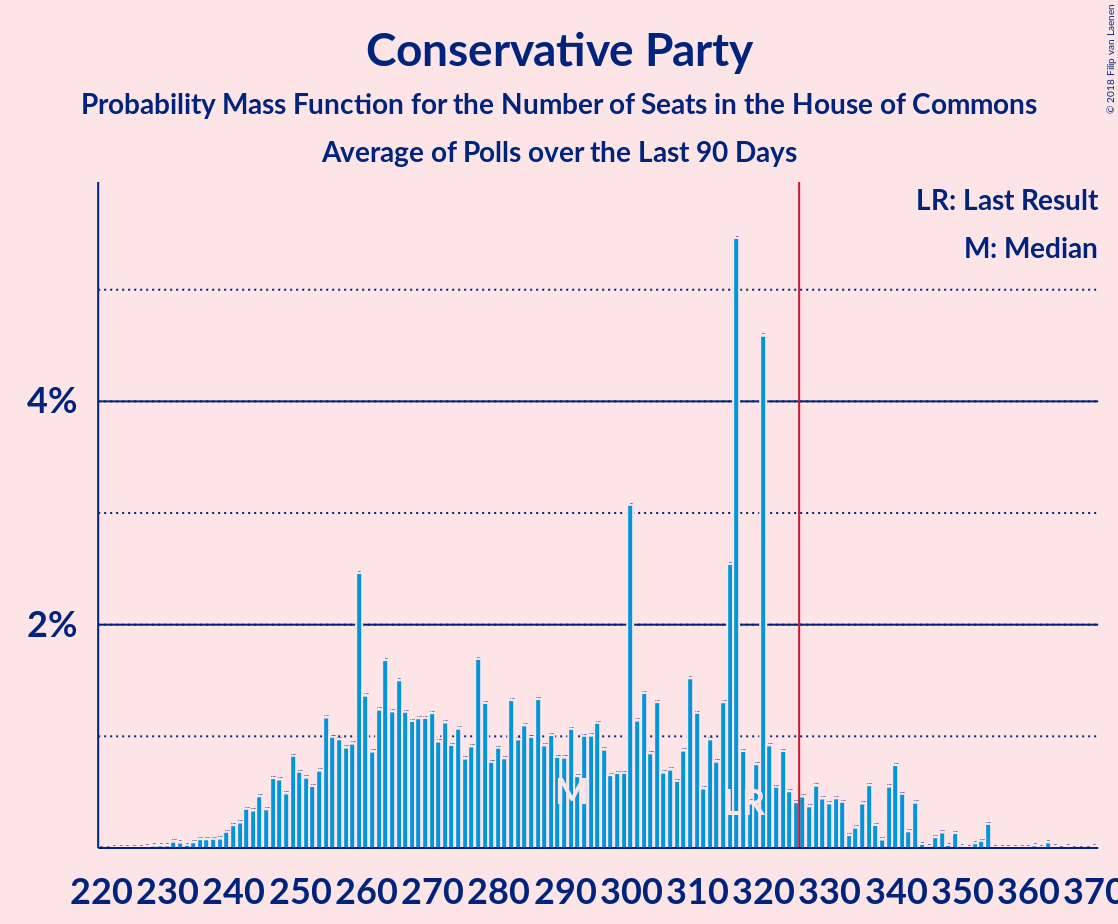 Conservative Party
Probability Mass Function for the Number of Seats in the House of Commons
Average of Polls over the Last 90 Days
© 2018 Filip van Laenen
LR: Last Result
M: Median
4%
2%
M
LR
220 230 240 250 260 270 280 290 300 310 320 330 340 350 360 370